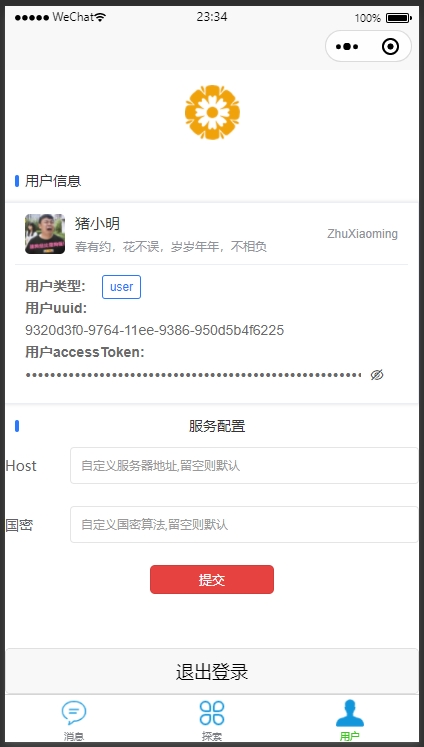 WeChat 23:34 100%
用户信息
猪小明
春有约，花不误，岁岁年年，不相负
ZhuXiaoming
用户类型: user
用户uuid:
9320d3f0-9764-11ee-9386-950d5b4f6225
用户accessToken:
服务配置
Host 自定义服务器地址,留空则默认
国密 自定义国密算法,留空则默认
提交
退出登录
消息 探索 用户